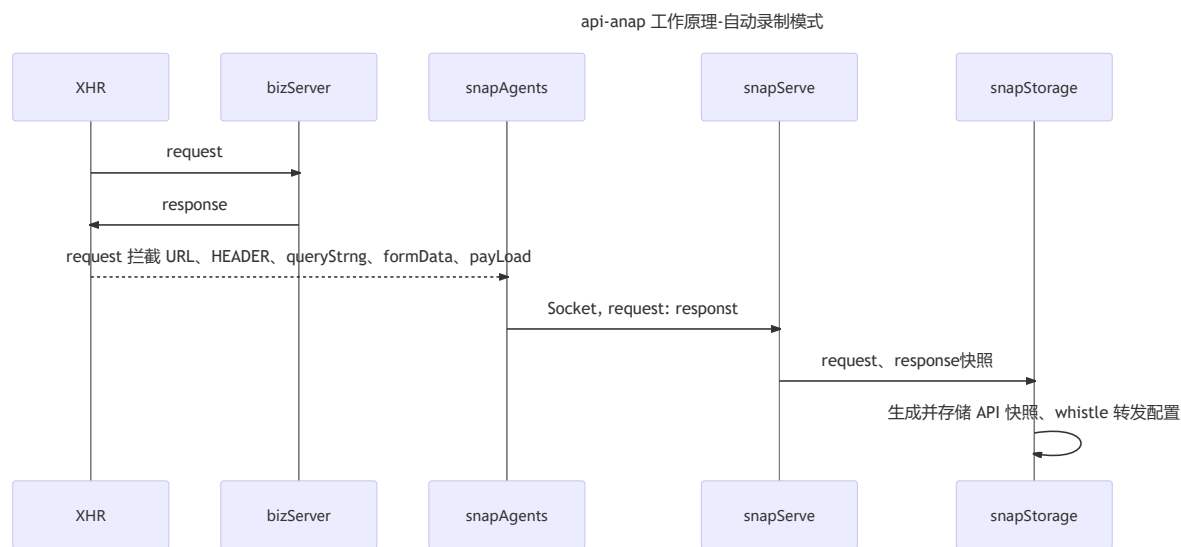 api-anap 工作原理-自动录制模式
XHR
bizServer
snapAgents
snapServe
snapStorage
request
response
request 拦截 URL、HEADER、queryStrng、formData、payLoad
Socket, request: responst
request、response快照
生成并存储 API 快照、whistle 转发配置
XHR
bizServer
snapAgents
snapServe
snapStorage